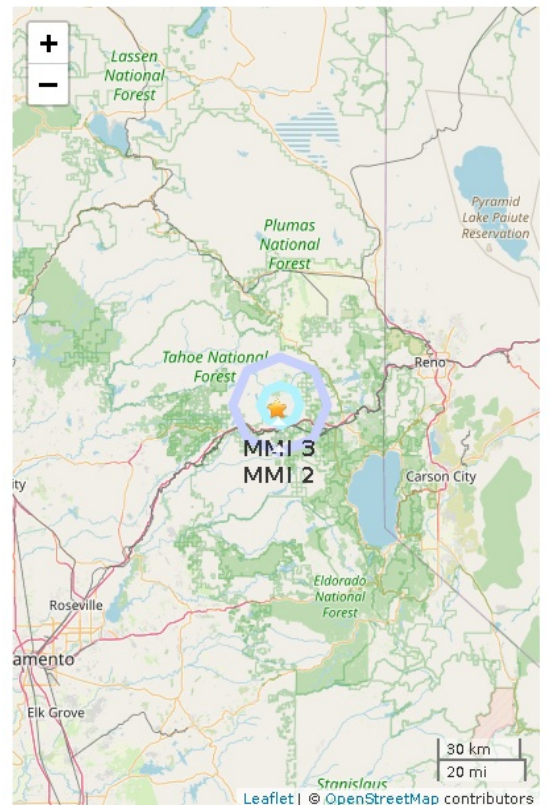 +
−
Lassen
National
Forest
Pyramid
Lake Paiute
Reservation
Plumas
National
Forest
Tahoe National
Forest
Reno
MMI 3
MMI 2
Carson City
ity
Eldorado
National
Forest
Roseville
amento
Elk Grove
30 km
20 mi
Stanislaus
Leaflet | © OpenStreetMap contributors